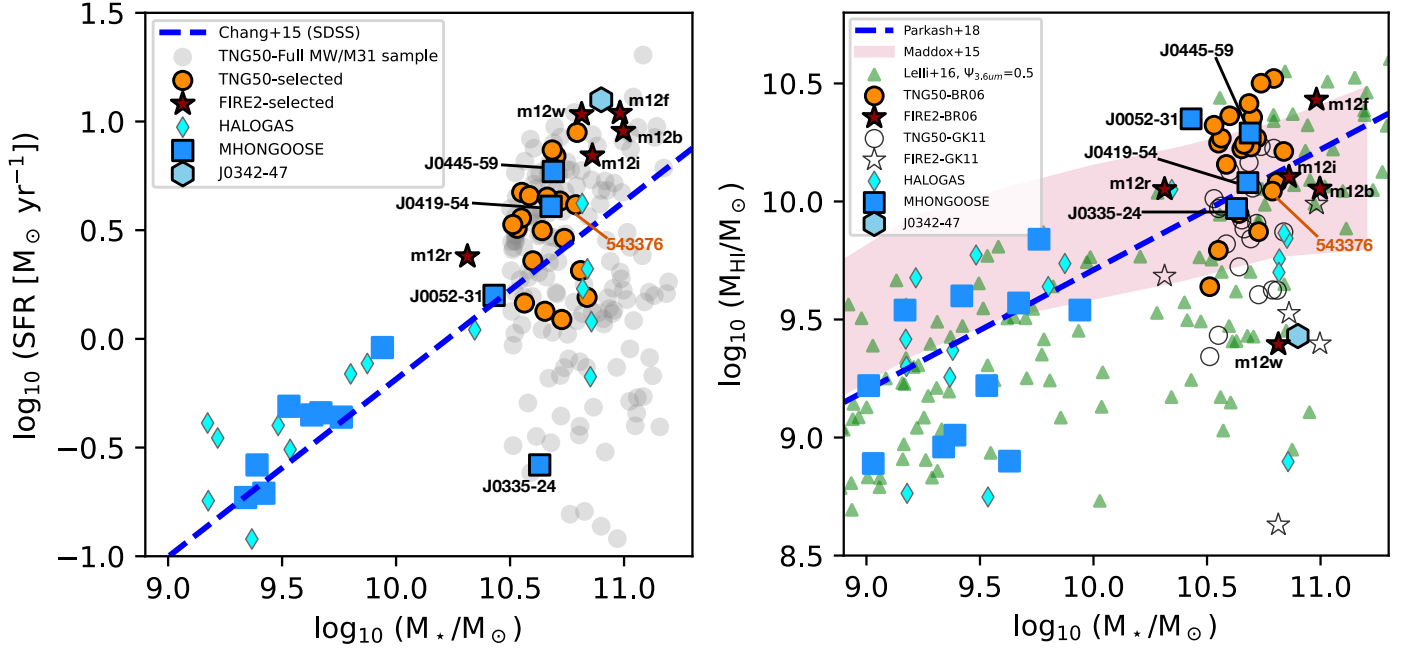 1.5
1.0
0.5
0.0
−0.5
−1.0
log₁₀ (SFR [M⊙ yr⁻¹])
Chang+15 (SDSS)
TNG50-Full MW/M31 sample
TNG50-selected
FIRE2-selected
HALOGAS
MHONGOOSE
J0342-47
m12w
m12f
m12b
m12i
J0445-59
J0419-54
543376
m12r
J0052-31
J0335-24
9.0 9.5 10.0 10.5 11.0
log₁₀ (M⋆/M⊙)
10.5
10.0
9.5
9.0
8.5
log₁₀ (M_HI/M⊙)
Parkash+18
Maddox+15
Lelli+16, Ψ3.6um=0.5
TNG50-BR06
FIRE2-BR06
TNG50-GK11
FIRE2-GK11
HALOGAS
MHONGOOSE
J0342-47
J0445-59
J0052-31
m12f
J0419-54
m12r
m12i
m12b
J0335-24
543376
m12w
9.0 9.5 10.0 10.5 11.0
log₁₀ (M⋆/M⊙)